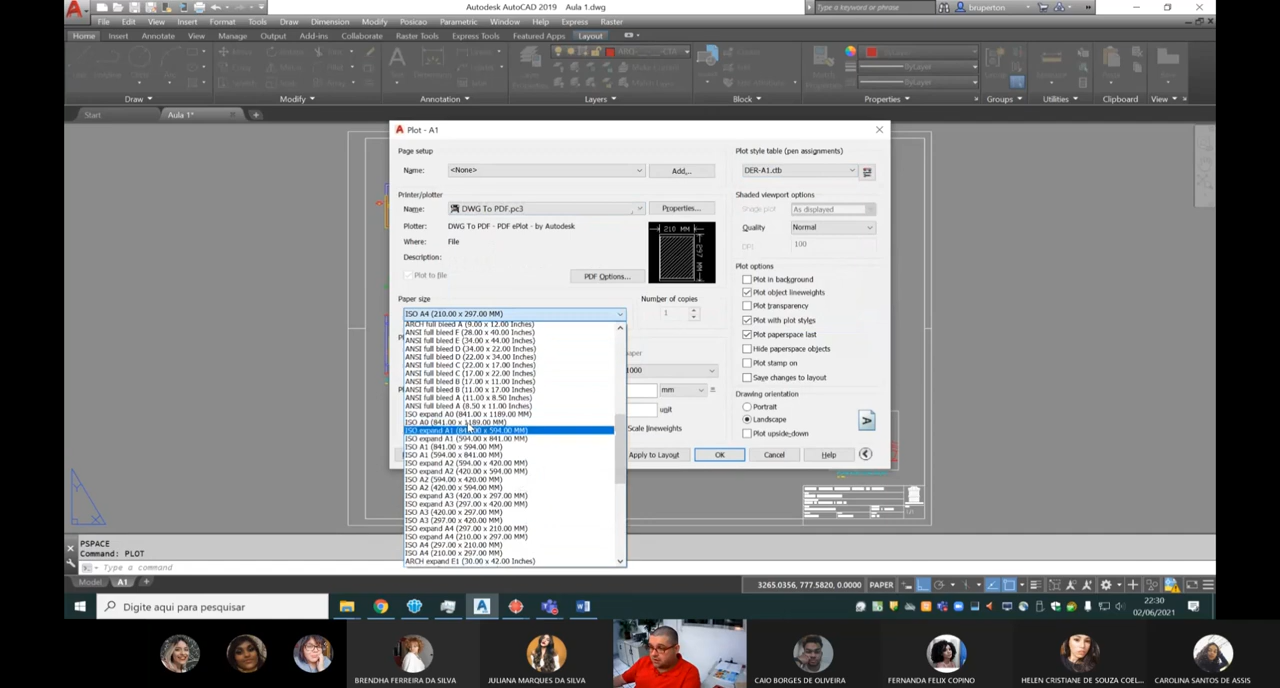 Autodesk AutoCAD 2019 Aula 1.dwg
Type a keyword or phrase
bruperton
File Edit View Insert Format Tools Draw Dimension Modify Posicao Parametric Window Help Express Raster
Home Insert Annotate View Manage Output Add-ins Collaborate Raster Tools Express Tools Featured Apps Layout
Draw Modify Annotation Layers Block Properties Groups Utilities Clipboard View
Start Aula 1*
Plot - A1
Page setup
Name: <None> Add...
Printer/plotter
Name: DWG To PDF.pc3 Properties...
Plotter: DWG To PDF - PDF ePlot - by Autodesk
Where: File
Description:
Plot to file
PDF Options...
210 MM
297 MM
Paper size
ISO A4 (210.00 x 297.00 MM)
Number of copies
1
ARCH full bleed A (9.00 x 12.00 Inches)
ANSI full bleed F (28.00 x 40.00 Inches)
ANSI full bleed E (34.00 x 44.00 Inches)
ANSI full bleed D (34.00 x 22.00 Inches)
ANSI full bleed D (22.00 x 34.00 Inches)
ANSI full bleed C (22.00 x 17.00 Inches)
ANSI full bleed C (17.00 x 22.00 Inches)
ANSI full bleed B (17.00 x 11.00 Inches)
ANSI full bleed B (11.00 x 17.00 Inches)
ANSI full bleed A (11.00 x 8.50 Inches)
ANSI full bleed A (8.50 x 11.00 Inches)
ISO expand A0 (841.00 x 1189.00 MM)
ISO A0 (841.00 x 1189.00 MM)
ISO expand A1 (841.00 x 594.00 MM)
ISO expand A1 (594.00 x 841.00 MM)
ISO A1 (841.00 x 594.00 MM)
ISO A1 (594.00 x 841.00 MM)
ISO expand A2 (594.00 x 420.00 MM)
ISO expand A2 (420.00 x 594.00 MM)
ISO A2 (594.00 x 420.00 MM)
ISO A2 (420.00 x 594.00 MM)
ISO expand A3 (420.00 x 297.00 MM)
ISO expand A3 (297.00 x 420.00 MM)
ISO A3 (420.00 x 297.00 MM)
ISO A3 (297.00 x 420.00 MM)
ISO expand A4 (297.00 x 210.00 MM)
ISO expand A4 (210.00 x 297.00 MM)
ISO A4 (297.00 x 210.00 MM)
ISO A4 (210.00 x 297.00 MM)
ARCH expand E1 (30.00 x 42.00 Inches)
mm
unit
Scale lineweights
Plot style table (pen assignments)
DER-A1.ctb
Shaded viewport options
Shade plot As displayed
Quality Normal
DPI 100
Plot options
Plot in background
Plot object lineweights
Plot transparency
Plot with plot styles
Plot paperspace last
Hide paperspace objects
Plot stamp on
Save changes to layout
Drawing orientation
Portrait
Landscape
Plot upside-down
Apply to Layout OK Cancel Help
PSPACE
Command: PLOT
Type a command
Model A1 +
3265.0356, 777.5820, 0.0000 PAPER
Digite aqui para pesquisar
22:30
02/06/2021
BRENDHA FERREIRA DA SILVA
JULIANA MARQUES DA SILVA
CAIO BORGES DE OLIVEIRA
FERNANDA FELIX COPINO
HELEN CRISTIANE DE SOUZA COEL...
CAROLINA SANTOS DE ASSIS